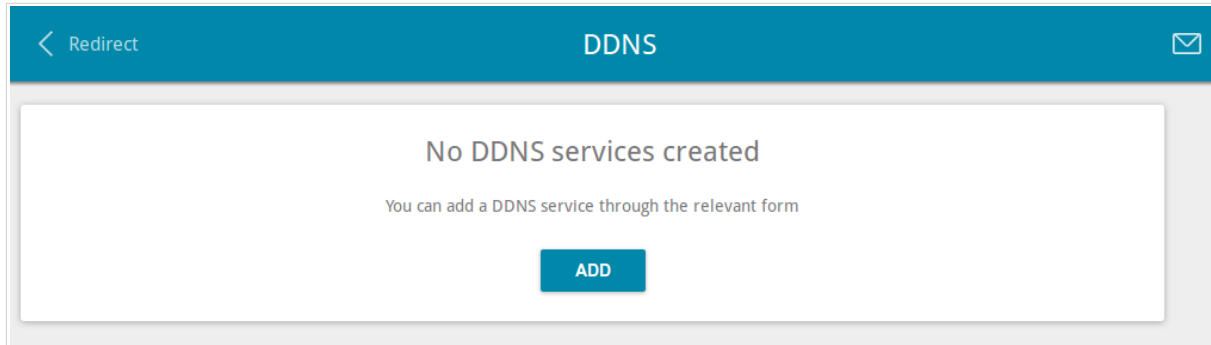 Redirect
DDNS
No DDNS services created
You can add a DDNS service through the relevant form
ADD